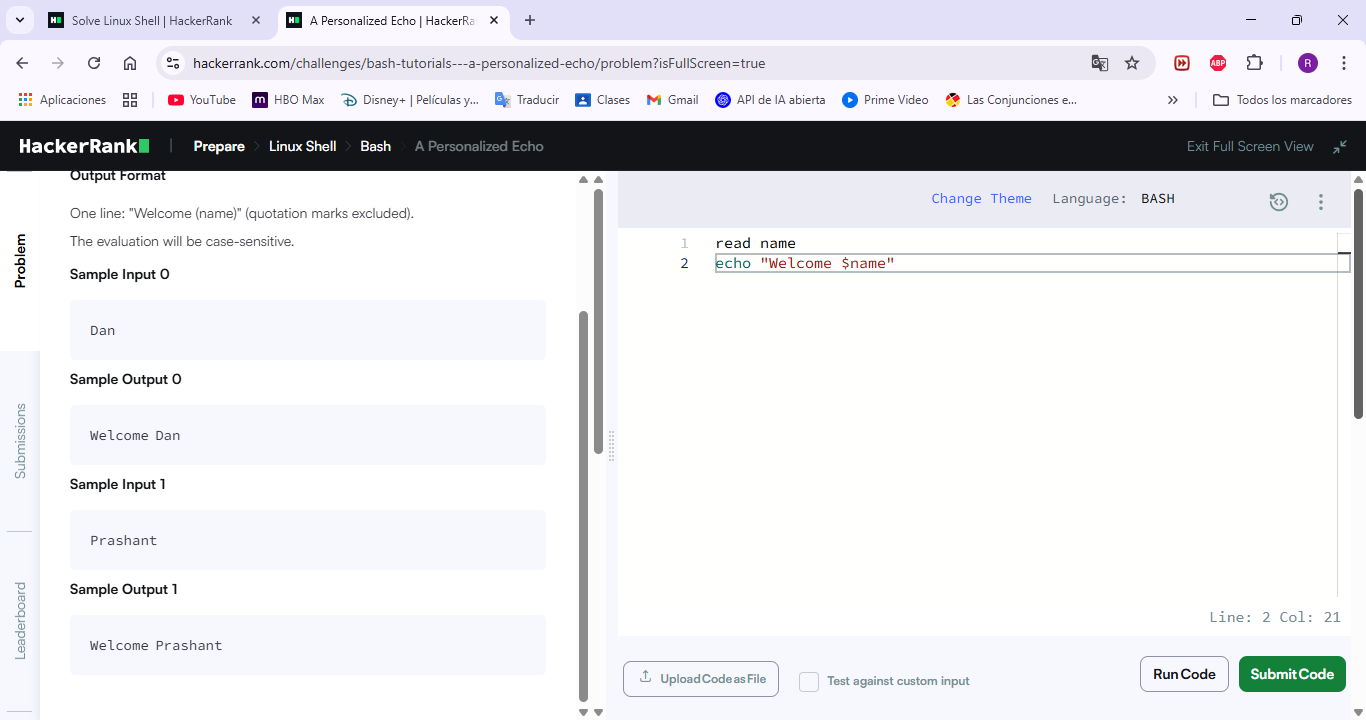 Solve Linux Shell | HackerRank
A Personalized Echo | HackerRa
hackerrank.com/challenges/bash-tutorials---a-personalized-echo/problem?isFullScreen=true
ABP
R
Aplicaciones
YouTube
HBO Max
Disney+ | Películas y...
Traducir
Clases
Gmail
API de IA abierta
Prime Video
Las Conjunciones e...
Todos los marcadores
HackerRank
Prepare
Linux Shell
Bash
A Personalized Echo
Exit Full Screen View
Problem
Submissions
Leaderboard
Output Format
One line: "Welcome (name)" (quotation marks excluded).
The evaluation will be case-sensitive.
Sample Input 0
Dan
Sample Output 0
Welcome Dan
Sample Input 1
Prashant
Sample Output 1
Welcome Prashant
Change Theme Language: BASH
1 read name
2 echo "Welcome $name"
Line: 2 Col: 21
Upload Code as File
Test against custom input
Run Code
Submit Code